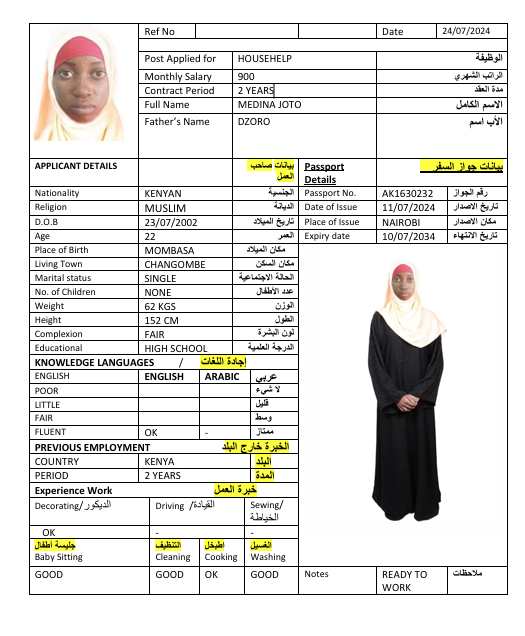 Ref No Date 24/07/2024
Post Applied for HOUSEHELP الوظيفة
Monthly Salary 900 الراتب الشهري
Contract Period 2 YEARS مدة العقد
Full Name MEDINA JOTO الاسم الكامل
Father’s Name DZORO الأب اسم
APPLICANT DETAILS بيانات صاحب العمل
Passport Details بيانات جواز السفر
Nationality KENYAN الجنسية
Passport No. AK1630232 رقم الجواز
Religion MUSLIM الديانة
Date of Issue 11/07/2024 تاريخ الاصدار
D.O.B 23/07/2002 تاريخ الميلاد
Place of Issue NAIROBI مكان الاصدار
Age 22 العمر
Expiry date 10/07/2034 تاريخ الانتهاء
Place of Birth MOMBASA مكان الميلاد
Living Town CHANGOMBE مكان السكن
Marital status SINGLE الحالة الاجتماعية
No. of Children NONE عدد الأطفال
Weight 62 KGS الوزن
Height 152 CM الطول
Complexion FAIR لون البشرة
Educational HIGH SCHOOL الدرجة العلمية
KNOWLEDGE LANGUAGES / إجادة اللغات
ENGLISH ENGLISH ARABIC عربي
POOR لا شيء
LITTLE قليل
FAIR وسط
FLUENT OK - ممتاز
PREVIOUS EMPLOYMENT الخبرة خارج البلد
COUNTRY KENYA البلد
PERIOD 2 YEARS المدة
Experience Work خبرة العمل
Decorating/الديكور Driving /القيادة Sewing/ الخياطة
OK - -
جليسة أطفال التنظيف اطبخل الغسيل
Baby Sitting Cleaning Cooking Washing
GOOD GOOD OK GOOD
Notes READY TO WORK ملاحظات